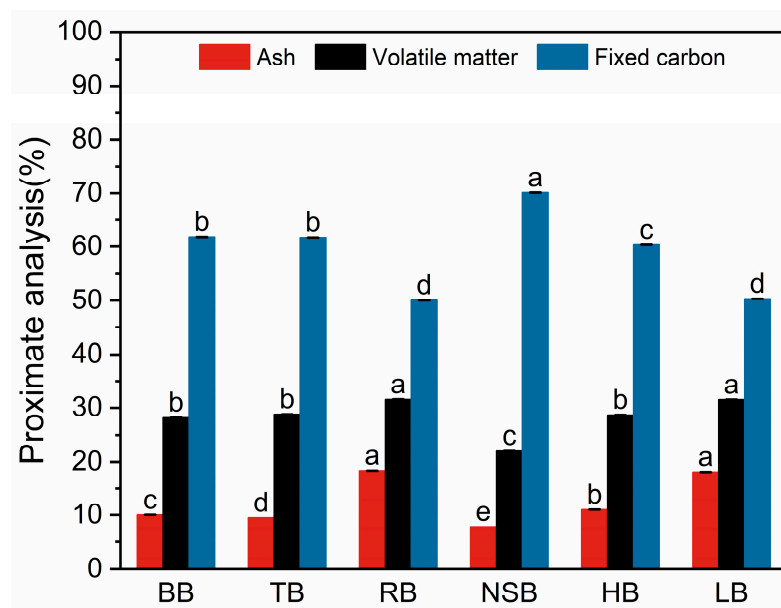 Proximate analysis(%)
100
90
80
70
60
50
40
30
20
10
0
Ash Volatile matter Fixed carbon
c b b
d b b
a a d
e c a
b b c
a a d
BB TB RB NSB HB LB